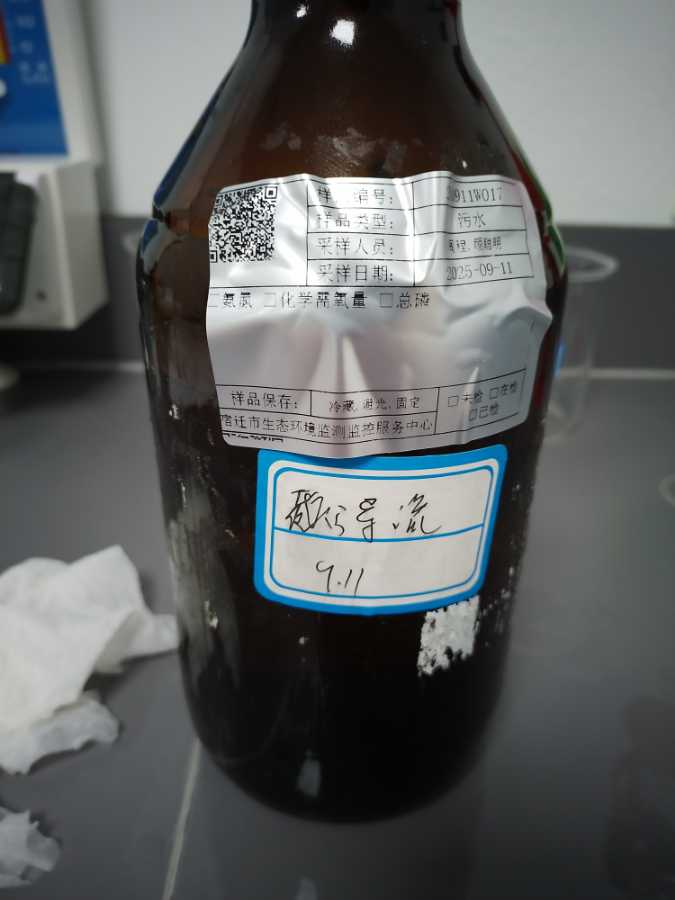 样品编号: 0911W017
样品类型: 污水
采样人员:
采样日期: 2025-09-11
□氨氮 □化学需氧量 □总磷
样品保存: 冷藏, 避光, 固定 □未检 □在检 □已检
宿迁市生态环境监测监控服务中心
导流
9.11